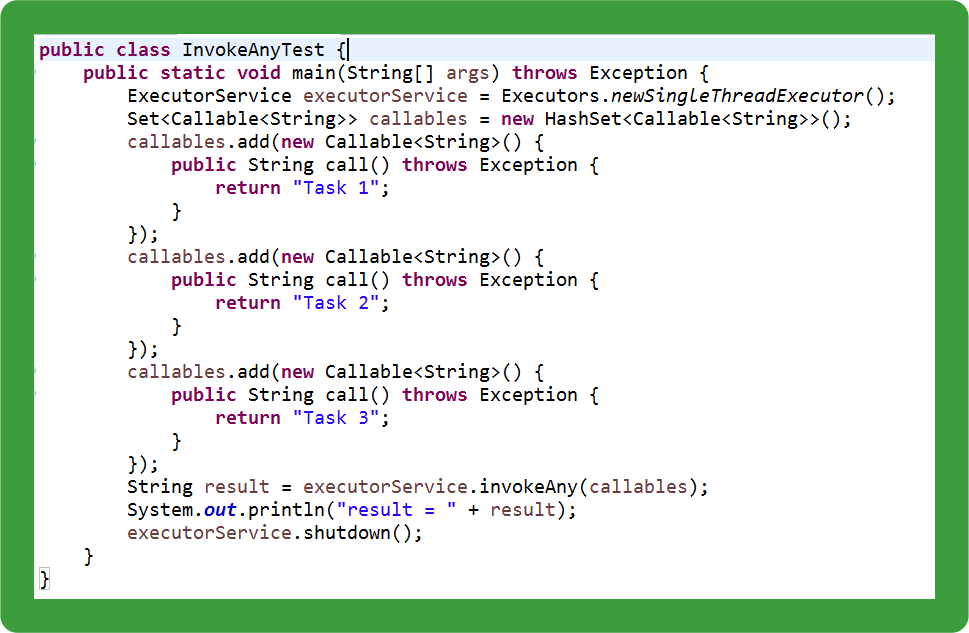 public class InvokeAnyTest {
    public static void main(String[] args) throws Exception {
        ExecutorService executorService = Executors.newSingleThreadExecutor();
        Set<Callable<String>> callables = new HashSet<Callable<String>>();
        callables.add(new Callable<String>() {
            public String call() throws Exception {
                return "Task 1";
            }
        });
        callables.add(new Callable<String>() {
            public String call() throws Exception {
                return "Task 2";
            }
        });
        callables.add(new Callable<String>() {
            public String call() throws Exception {
                return "Task 3";
            }
        });
        String result = executorService.invokeAny(callables);
        System.out.println("result = " + result);
        executorService.shutdown();
    }
}